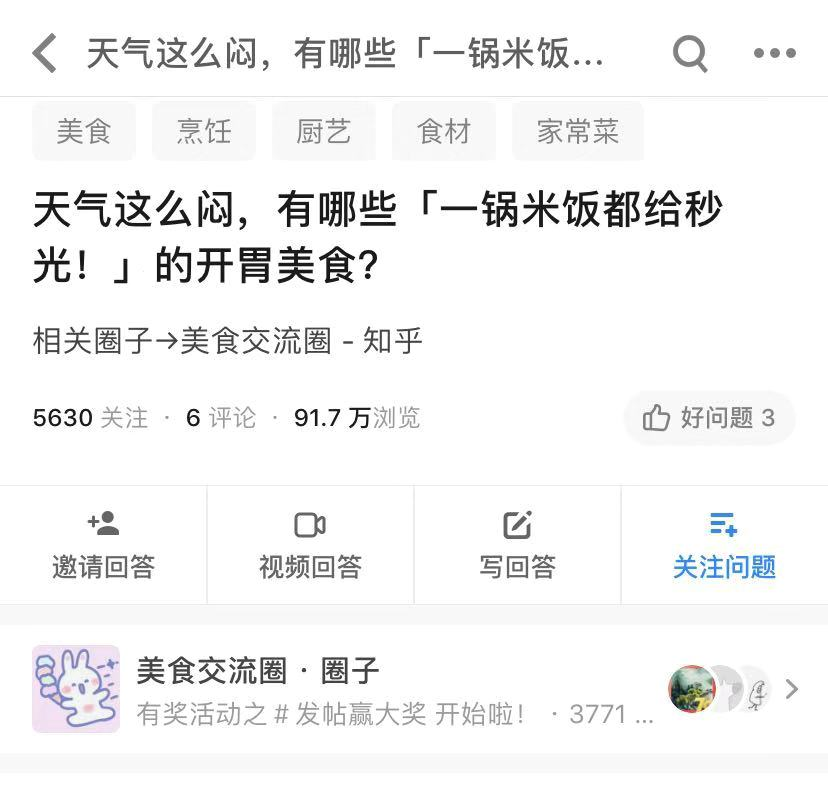 天气这么闷，有哪些「一锅米饭...
美食 烹饪 厨艺 食材 家常菜
天气这么闷，有哪些「一锅米饭都给秒
光！」的开胃美食?
相关圈子→美食交流圈 - 知乎
5630 关注 · 6 评论 · 91.7 万浏览
好问题 3
邀请回答 视频回答 写回答 关注问题
美食交流圈 · 圈子
有奖活动之 # 发帖赢大奖 开始啦！ · 3771 ...